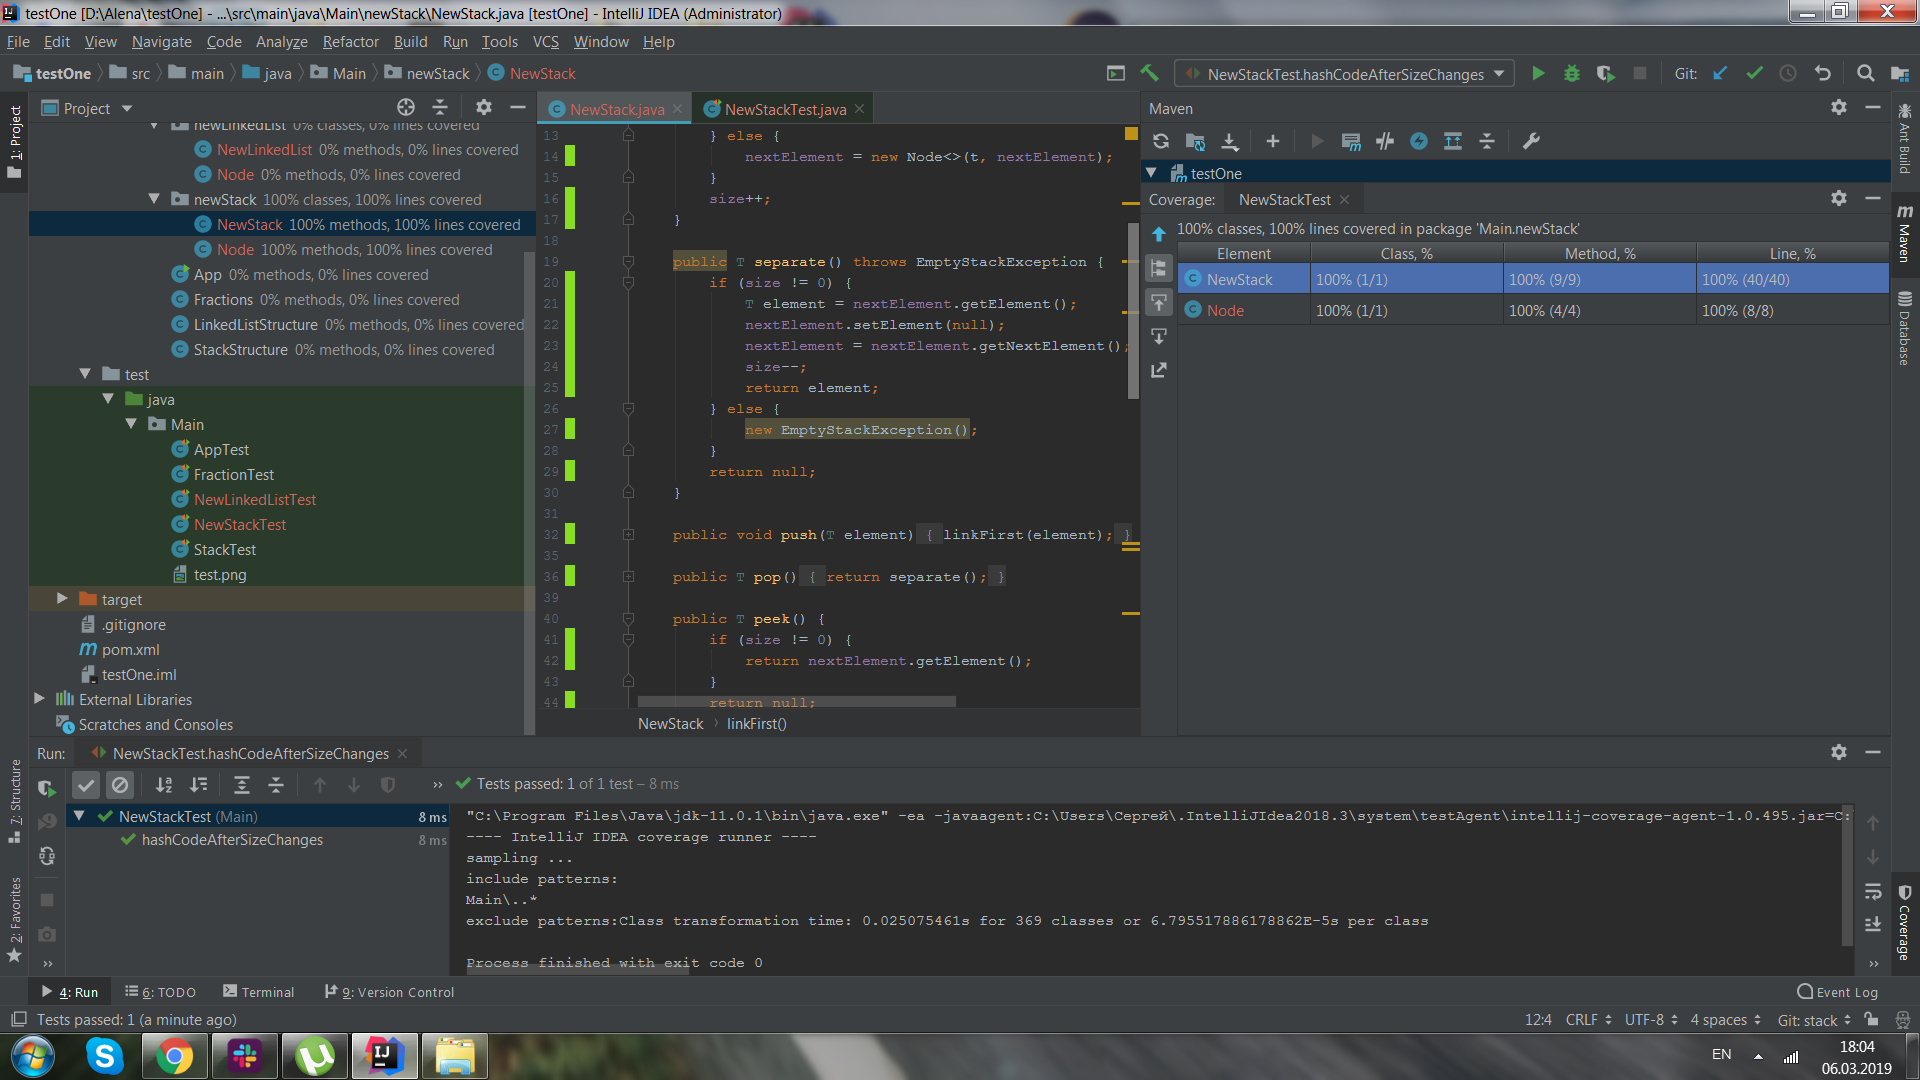 testOne [D:\Alena\testOne] - ...\src\main\java\Main\newStack\NewStack.java [testOne] - IntelliJ IDEA (Administrator)
File Edit View Navigate Code Analyze Refactor Build Run Tools VCS Window Help
testOne src main java Main newStack NewStack
NewStackTest.hashCodeAfterSizeChanges Git:
1: Project
Project
newLinkedList 0% classes, 0% lines covered
NewLinkedList 0% methods, 0% lines covered
Node 0% methods, 0% lines covered
newStack 100% classes, 100% lines covered
NewStack 100% methods, 100% lines covered
Node 100% methods, 100% lines covered
App 0% methods, 0% lines covered
Fractions 0% methods, 0% lines covered
LinkedListStructure 0% methods, 0% lines covered
StackStructure 0% methods, 0% lines covered
test
java
Main
AppTest
FractionTest
NewLinkedListTest
NewStackTest
StackTest
test.png
target
.gitignore
pom.xml
testOne.iml
External Libraries
Scratches and Consoles
NewStack.java NewStackTest.java
13 } else {
14 nextElement = new Node<>(t, nextElement);
15 }
16 size++;
17 }
18
19 public T separate() throws EmptyStackException {
20 if (size != 0) {
21 T element = nextElement.getElement();
22 nextElement.setElement(null);
23 nextElement = nextElement.getNextElement();
24 size--;
25 return element;
26 } else {
27 new EmptyStackException();
28 }
29 return null;
30 }
31
32 public void push(T element) { linkFirst(element); }
35
36 public T pop() { return separate(); }
39
40 public T peek() {
41 if (size != 0) {
42 return nextElement.getElement();
43 }
44 return null;
NewStack linkFirst()
Maven
testOne
Coverage: NewStackTest
100% classes, 100% lines covered in package 'Main.newStack'
Element Class, % Method, % Line, %
NewStack 100% (1/1) 100% (9/9) 100% (40/40)
Node 100% (1/1) 100% (4/4) 100% (8/8)
Ant Build
Maven
Database
Coverage
7: Structure
2: Favorites
Run: NewStackTest.hashCodeAfterSizeChanges
Tests passed: 1 of 1 test – 8 ms
NewStackTest (Main) 8 ms
hashCodeAfterSizeChanges 8 ms
"C:\Program Files\Java\jdk-11.0.1\bin\java.exe" -ea -javaagent:C:\Users\Сергей\.IntelliJIdea2018.3\system\testAgent\intellij-coverage-agent-1.0.495.jar=C:
---- IntelliJ IDEA coverage runner ----
sampling ...
include patterns:
Main\..*
exclude patterns:Class transformation time: 0.025075461s for 369 classes or 6.795517886178862E-5s per class
Process finished with exit code 0
4: Run 6: TODO Terminal 9: Version Control Event Log
Tests passed: 1 (a minute ago) 12:4 CRLF UTF-8 4 spaces Git: stack
EN 18:04
06.03.2019